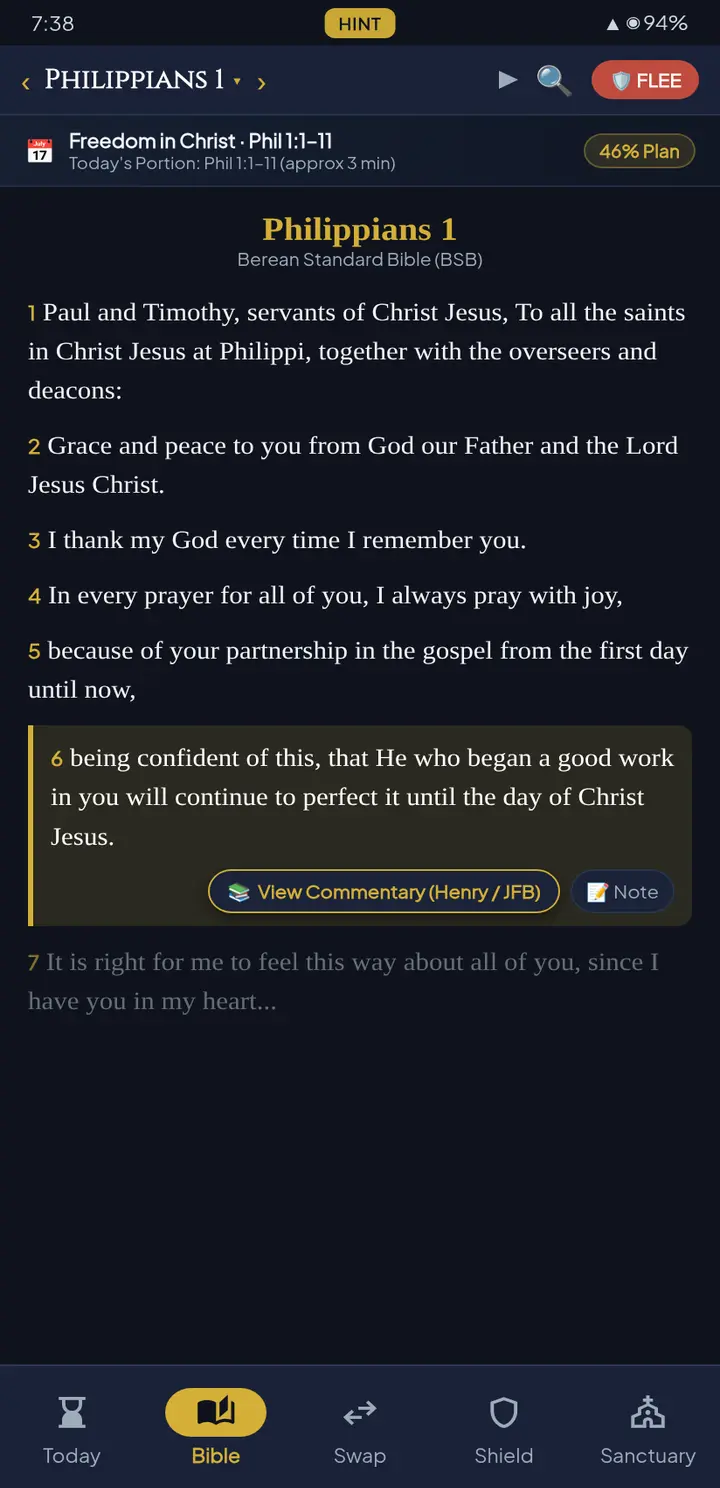 7:38 HINT 94%
PHILIPPIANS 1 FLEE
July 17
Freedom in Christ · Phil 1:1–11
Today's Portion: Phil 1:1–11 (approx 3 min)
46% Plan
Philippians 1
Berean Standard Bible (BSB)
1 Paul and Timothy, servants of Christ Jesus, To all the saints
in Christ Jesus at Philippi, together with the overseers and
deacons:
2 Grace and peace to you from God our Father and the Lord
Jesus Christ.
3 I thank my God every time I remember you.
4 In every prayer for all of you, I always pray with joy,
5 because of your partnership in the gospel from the first day
until now,
6 being confident of this, that He who began a good work
in you will continue to perfect it until the day of Christ
Jesus.
View Commentary (Henry / JFB) Note
7 It is right for me to feel this way about all of you, since I
have you in my heart...
Today Bible Swap Shield Sanctuary